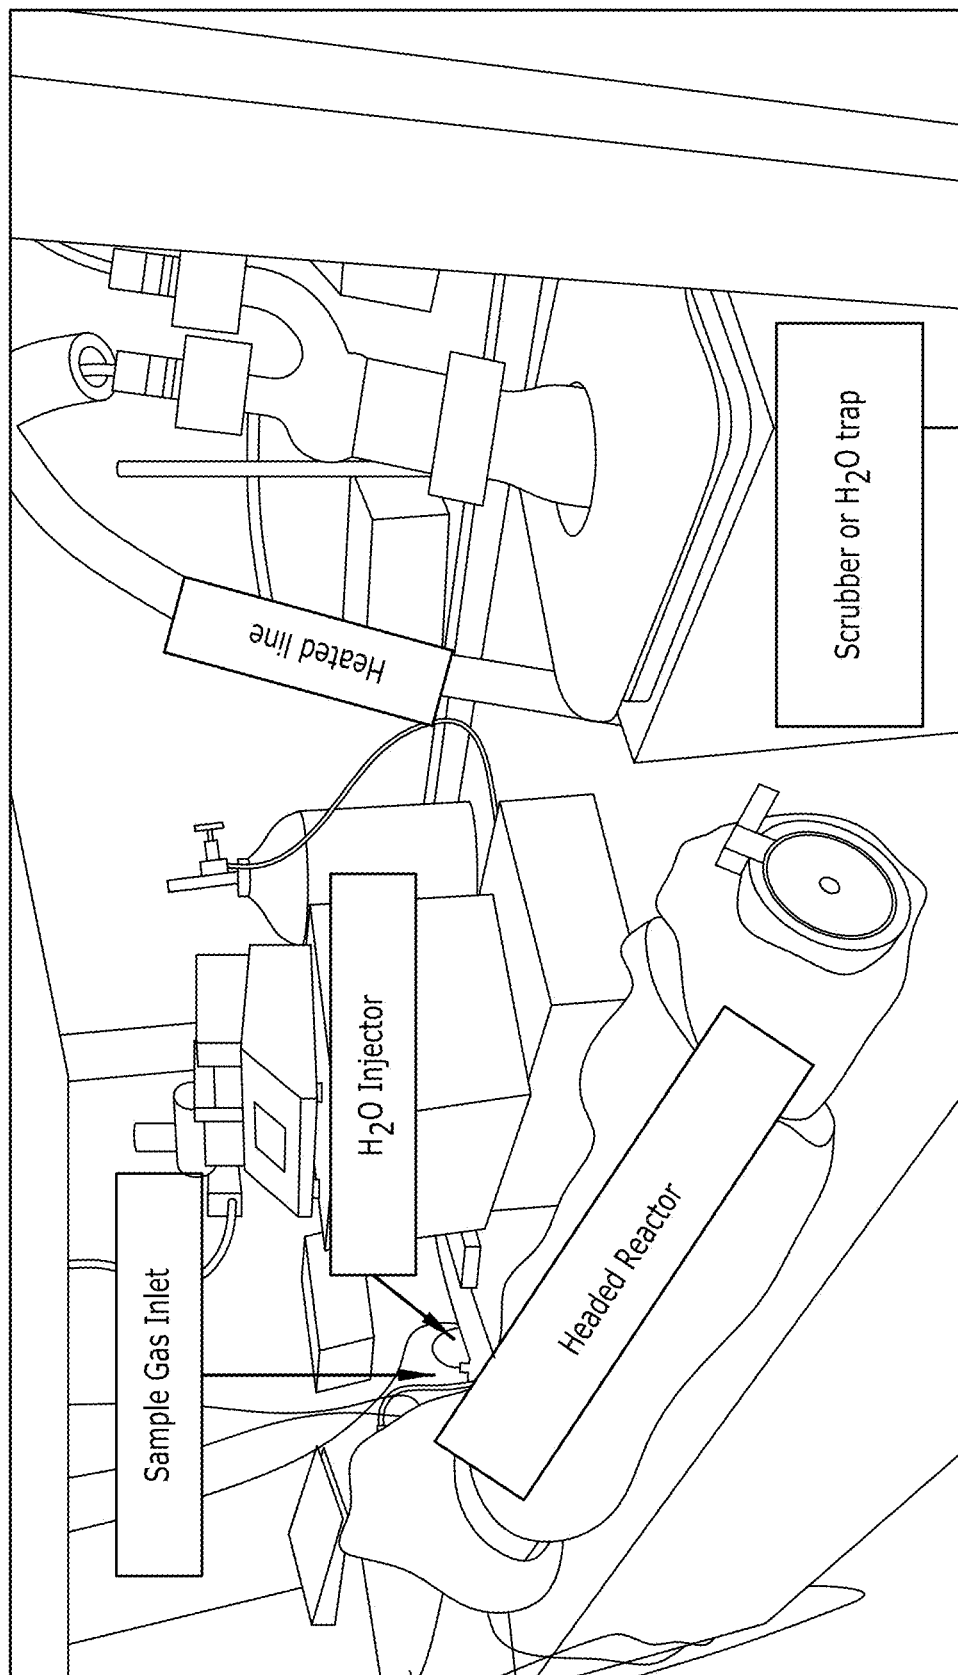 Sample Gas Inlet
H₂O Injector
Headed Reactor
Heated line
Scrubber or H₂O trap